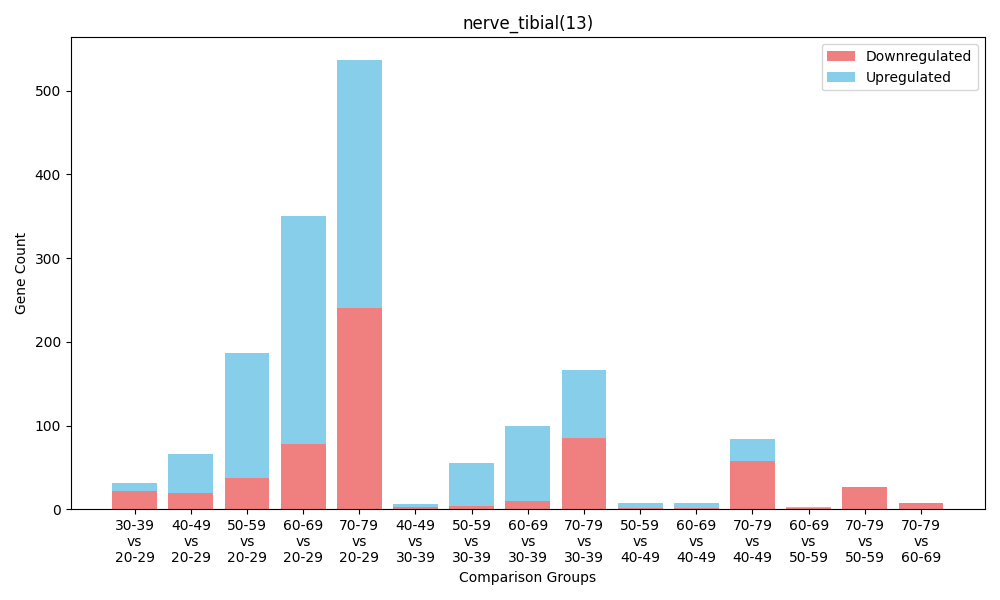 nerve_tibial(13)
Downregulated
Upregulated
Gene Count
500
400
300
200
100
0
30-39
vs
20-29
40-49
vs
20-29
50-59
vs
20-29
60-69
vs
20-29
70-79
vs
20-29
40-49
vs
30-39
50-59
vs
30-39
60-69
vs
30-39
70-79
vs
30-39
50-59
vs
40-49
60-69
vs
40-49
70-79
vs
40-49
60-69
vs
50-59
70-79
vs
50-59
70-79
vs
60-69
Comparison Groups